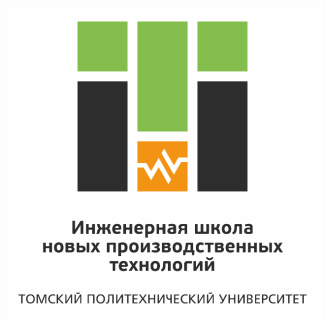 Инженерная школа
новых производственных
технологий
ТОМСКИЙ ПОЛИТЕХНИЧЕСКИЙ УНИВЕРСИТЕТ